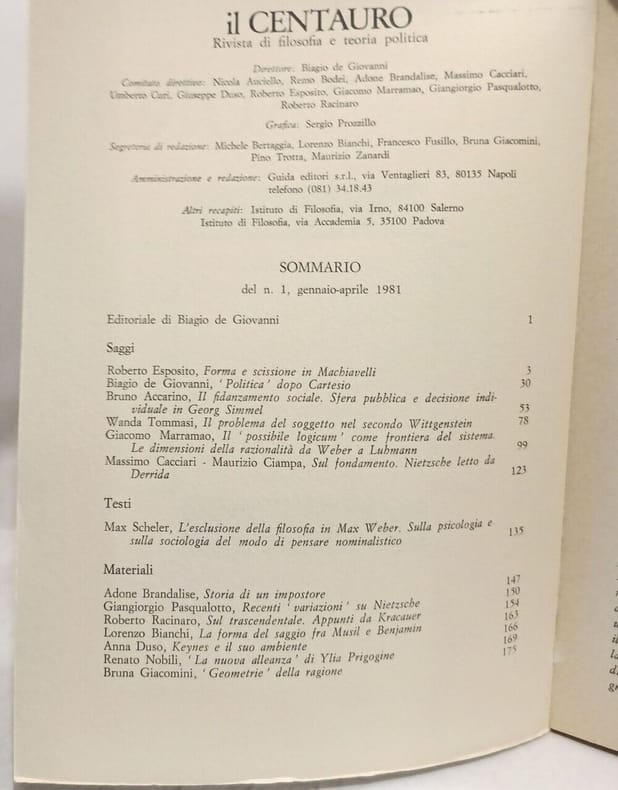 il CENTAURO
Rivista di filosofia e teoria politica
Direttore: Biagio de Giovanni
Comitato direttivo: Nicola Auciello, Remo Bodei, Adone Brandalise, Massimo Cacciari,
Umberto Curi, Giuseppe Duso, Roberto Esposito, Giacomo Marramao, Giangiorgio Pasqualotto,
Roberto Racinaro
Grafica: Sergio Prozzillo
Segreteria di redazione: Michele Bertaggia, Lorenzo Bianchi, Francesco Fusillo, Bruna Giacomini,
Pino Trotta, Maurizio Zanardi
Amministrazione e redazione: Guida editori s.r.l., via Ventaglieri 83, 80135 Napoli
telefono (081) 34.18.43
Altri recapiti: Istituto di Filosofia, via Irno, 84100 Salerno
Istituto di Filosofia, via Accademia 5, 35100 Padova
SOMMARIO
del n. 1, gennaio-aprile 1981
Editoriale di Biagio de Giovanni 1
Saggi
Roberto Esposito, Forma e scissione in Machiavelli 3
Biagio de Giovanni, 'Politica' dopo Cartesio 30
Bruno Accarino, Il fidanzamento sociale. Sfera pubblica e decisione indi-
viduale in Georg Simmel 53
Wanda Tommasi, Il problema del soggetto nel secondo Wittgenstein 78
Giacomo Marramao, Il 'possibile logicum' come frontiera del sistema.
Le dimensioni della razionalità da Weber a Luhmann 99
Massimo Cacciari - Maurizio Ciampa, Sul fondamento. Nietzsche letto da
Derrida 123
Testi
Max Scheler, L'esclusione della filosofia in Max Weber. Sulla psicologia e
sulla sociologia del modo di pensare nominalistico 135
Materiali
Adone Brandalise, Storia di un impostore 147
Giangiorgio Pasqualotto, Recenti 'variazioni' su Nietzsche 150
Roberto Racinaro, Sul trascendentale. Appunti da Kracauer 154
Lorenzo Bianchi, La forma del saggio fra Musil e Benjamin 163
Anna Duso, Keynes e il suo ambiente 166
Renato Nobili, 'La nuova alleanza' di Ylia Prigogine 169
Bruna Giacomini, 'Geometrie' della ragione 175